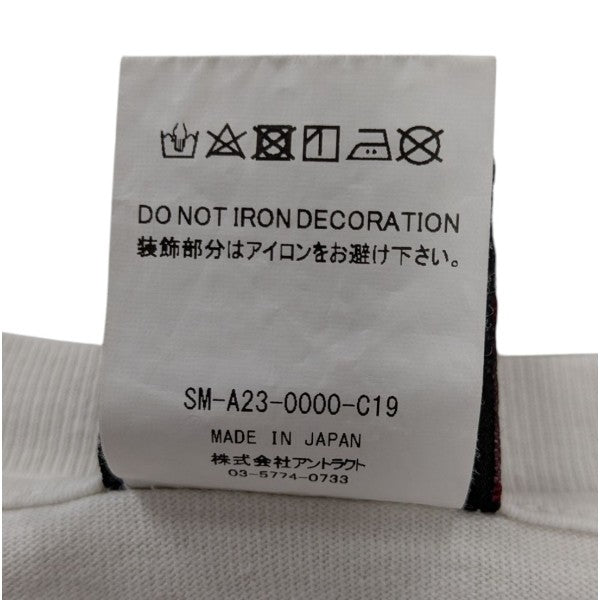 DO NOT IRON DECORATION
装飾部分はアイロンをお避け下さい。
SM-A23-0000-C19
MADE IN JAPAN
株式会社アントラクト
03-5774-0733